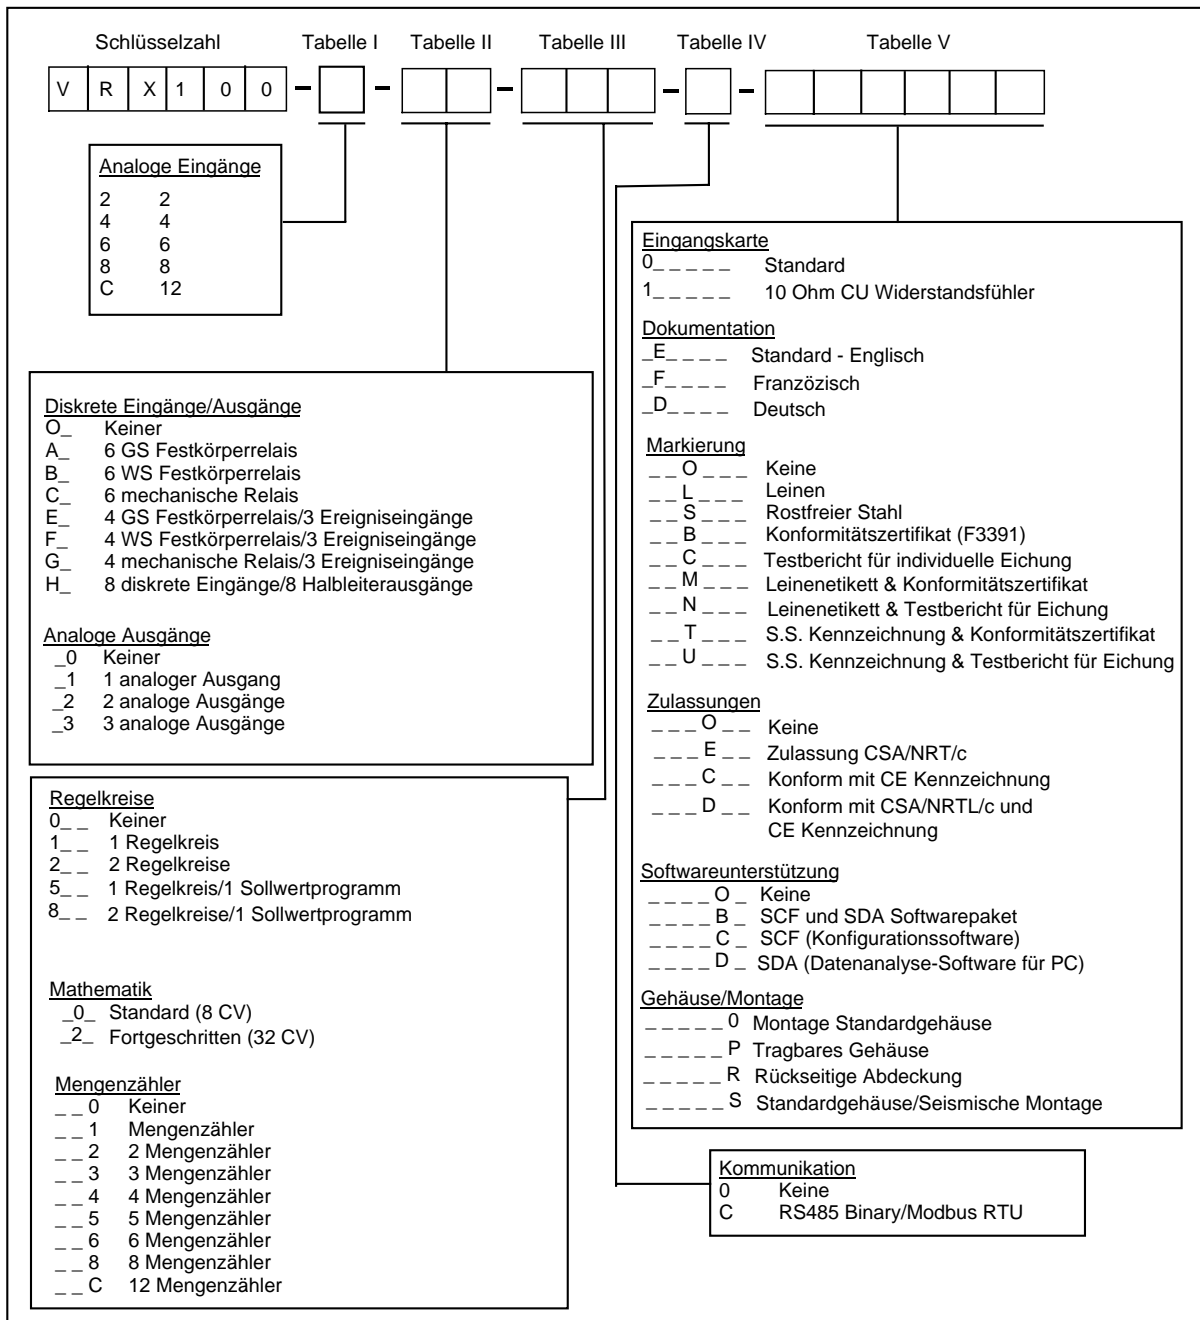 Schlüsselzahl Tabelle I Tabelle II Tabelle III Tabelle IV Tabelle V
V R X 1 0 0 - - - - -
Analoge Eingänge
2 2
4 4
6 6
8 8
C 12
Diskrete Eingänge/Ausgänge
O_ Keiner
A_ 6 GS Festkörperrelais
B_ 6 WS Festkörperrelais
C_ 6 mechanische Relais
E_ 4 GS Festkörperrelais/3 Ereigniseingänge
F_ 4 WS Festkörperrelais/3 Ereigniseingänge
G_ 4 mechanische Relais/3 Ereigniseingänge
H_ 8 diskrete Eingänge/8 Halbleiterausgänge
Analoge Ausgänge
_0 Keiner
_1 1 analoger Ausgang
_2 2 analoge Ausgänge
_3 3 analoge Ausgänge
Regelkreise
0_ _ Keiner
1_ _ 1 Regelkreis
2_ _ 2 Regelkreise
5_ _ 1 Regelkreis/1 Sollwertprogramm
8_ _ 2 Regelkreise/1 Sollwertprogramm
Mathematik
_0_ Standard (8 CV)
_2_ Fortgeschritten (32 CV)
Mengenzähler
_ _ 0 Keiner
_ _ 1 Mengenzähler
_ _ 2 2 Mengenzähler
_ _ 3 3 Mengenzähler
_ _ 4 4 Mengenzähler
_ _ 5 5 Mengenzähler
_ _ 6 6 Mengenzähler
_ _ 8 8 Mengenzähler
_ _ C 12 Mengenzähler
Eingangskarte
0_ _ _ _ _ Standard
1_ _ _ _ _ 10 Ohm CU Widerstandsfühler
Dokumentation
_E_ _ _ _ Standard - Englisch
_F_ _ _ _ Französisch
_D_ _ _ _ Deutsch
Markierung
_ _ O _ _ _ Keine
_ _ L _ _ _ Leinen
_ _ S _ _ _ Rostfreier Stahl
_ _ B _ _ _ Konformitätszertifikat (F3391)
_ _ C _ _ _ Testbericht für individuelle Eichung
_ _ M _ _ _ Leinenetikett & Konformitätszertifikat
_ _ N _ _ _ Leinenetikett & Testbericht für Eichung
_ _ T _ _ _ S.S. Kennzeichnung & Konformitätszertifikat
_ _ U _ _ _ S.S. Kennzeichnung & Testbericht für Eichung
Zulassungen
_ _ _ O _ _ Keine
_ _ _ E _ _ Zulassung CSA/NRT/c
_ _ _ C _ _ Konform mit CE Kennzeichnung
_ _ _ D _ _ Konform mit CSA/NRTL/c und
CE Kennzeichnung
Softwareunterstützung
_ _ _ _ O _ Keine
_ _ _ _ B _ SCF und SDA Softwarepaket
_ _ _ _ C _ SCF (Konfigurationssoftware)
_ _ _ _ D _ SDA (Datenanalyse-Software für PC)
Gehäuse/Montage
_ _ _ _ _ 0 Montage Standardgehäuse
_ _ _ _ _ P Tragbares Gehäuse
_ _ _ _ _ R Rückseitige Abdeckung
_ _ _ _ _ S Standardgehäuse/Seismische Montage
Kommunikation
0 Keine
C RS485 Binary/Modbus RTU